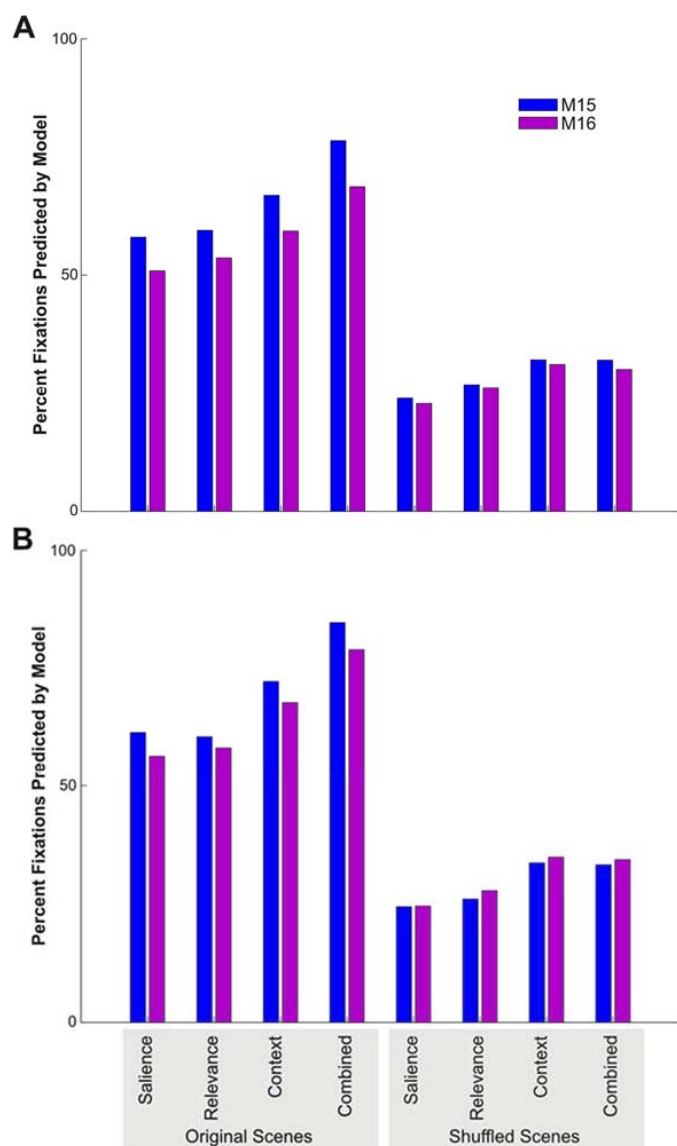 A
100
M15
M16
Percent Fixations Predicted by Model
50
0
B
100
Percent Fixations Predicted by Model
50
0
Salience
Relevance
Context
Combined
Salience
Relevance
Context
Combined
Original Scenes
Shuffled Scenes